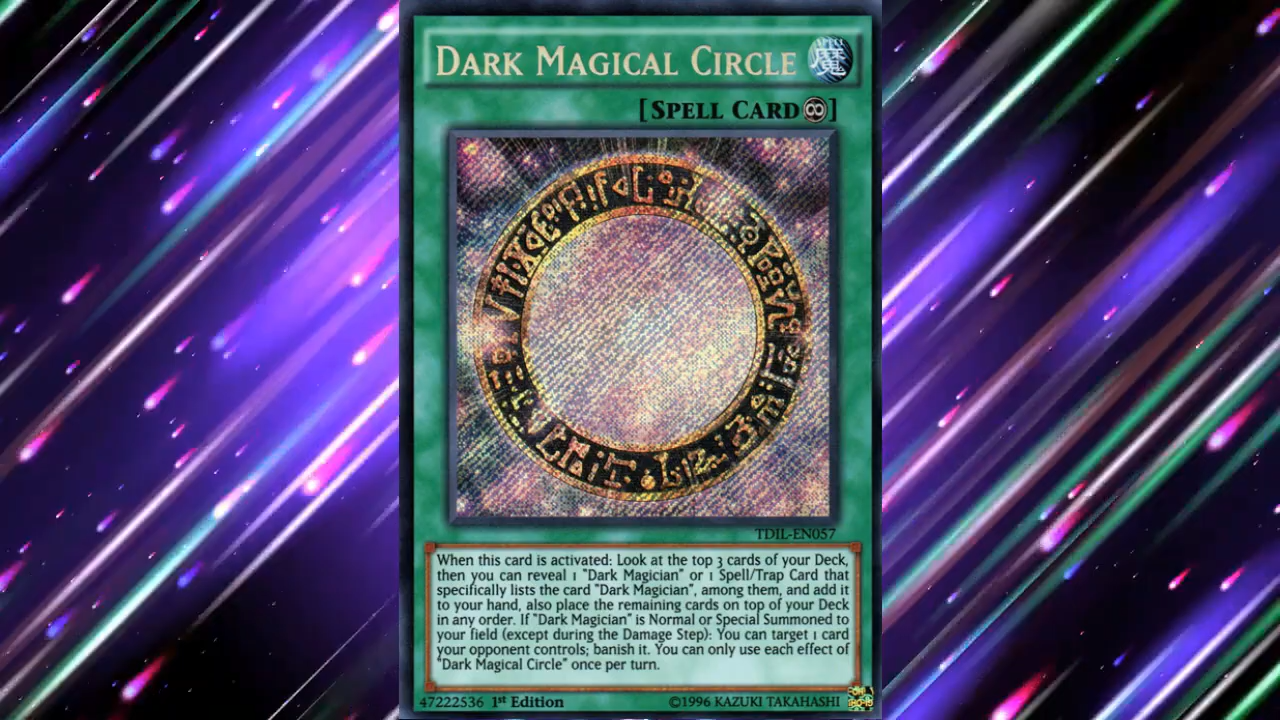 DARK MAGICAL CIRCLE 魔
[SPELL CARD]
TDIL-EN057
When this card is activated: Look at the top 3 cards of your Deck,
then you can reveal 1 "Dark Magician" or 1 Spell/Trap Card that
specifically lists the card "Dark Magician", among them, and add it
to your hand, also place the remaining cards on top of your Deck
in any order. If "Dark Magician" is Normal or Special Summoned to
your field (except during the Damage Step): You can target 1 card
your opponent controls; banish it. You can only use each effect of
"Dark Magical Circle" once per turn.
47222536 1st Edition ©1996 KAZUKI TAKAHASHI